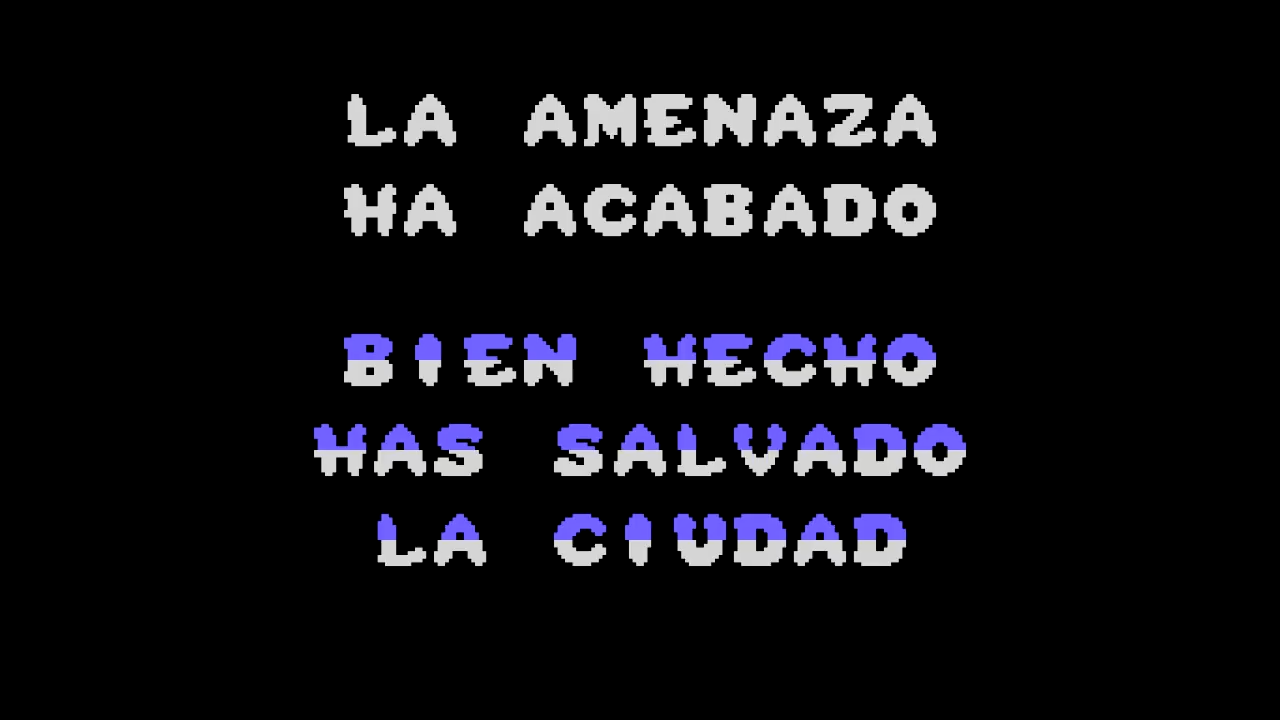 LA AMENAZA
HA ACABADO
BIEN HECHO
HAS SALVADO
LA CIUDAD